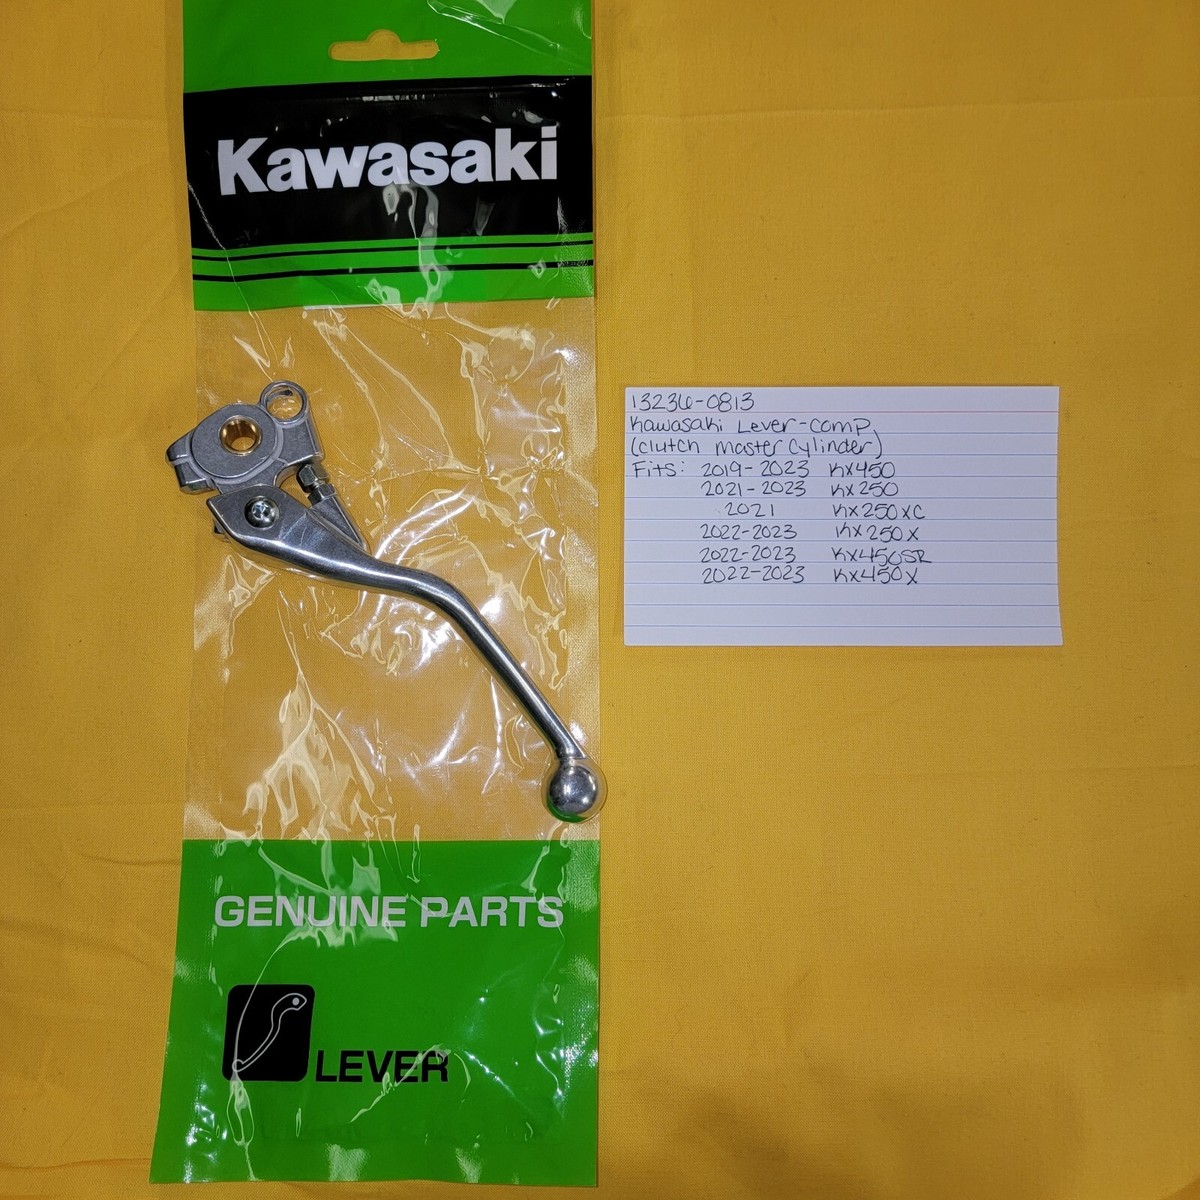 Kawasaki
13236-0813
Kawasaki Lever-comp
(clutch master cylinder)
Fits: 2019-2023 KX450
2021-2023 KX250
2021 KX250XC
2022-2023 KX250X
2022-2023 KX450SR
2022-2023 KX450X
GENUINE PARTS
LEVER